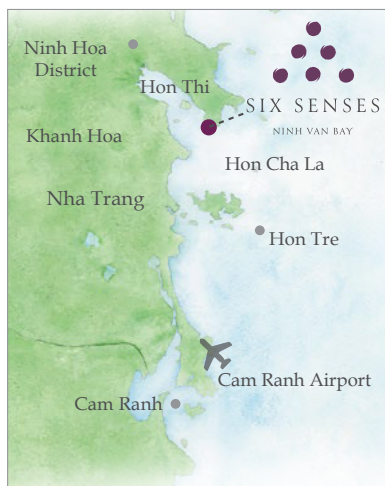 Ninh Hoa
District
Hon Thi
SIX SENSES
NINH VAN BAY
Khanh Hoa
Hon Cha La
Nha Trang
Hon Tre
Cam Ranh Airport
Cam Ranh